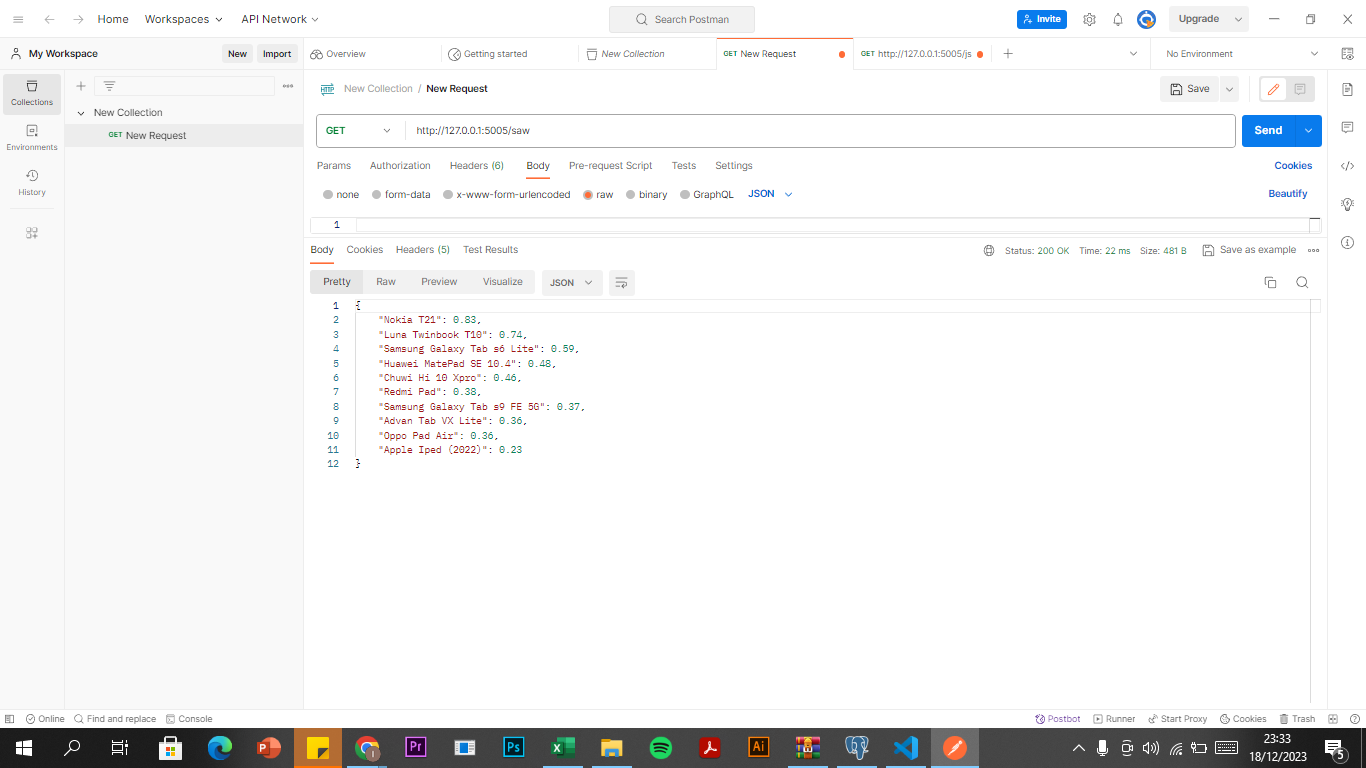 Home Workspaces API Network Search Postman Invite Upgrade
My Workspace New Import Overview Getting started New Collection GET New Request GET http://127.0.0.1:5005/js No Environment
Collections
Environments
History
New Collection
GET New Request
HTTP New Collection / New Request Save
GET http://127.0.0.1:5005/saw Send
Params Authorization Headers (6) Body Pre-request Script Tests Settings Cookies
none form-data x-www-form-urlencoded raw binary GraphQL JSON Beautify
1
Body Cookies Headers (5) Test Results Status: 200 OK Time: 22 ms Size: 481 B Save as example
Pretty Raw Preview Visualize JSON
1 {
2 "Nokia T21": 0.83,
3 "Luna Twinbook T10": 0.74,
4 "Samsung Galaxy Tab s6 Lite": 0.59,
5 "Huawei MatePad SE 10.4": 0.48,
6 "Chuwi Hi 10 Xpro": 0.46,
7 "Redmi Pad": 0.38,
8 "Samsung Galaxy Tab s9 FE 5G": 0.37,
9 "Advan Tab VX Lite": 0.36,
10 "Oppo Pad Air": 0.36,
11 "Apple Iped (2022)": 0.23
12 }
Online Find and replace Console Postbot Runner Start Proxy Cookies Trash
Pr Ps Ai
23:33
18/12/2023
5